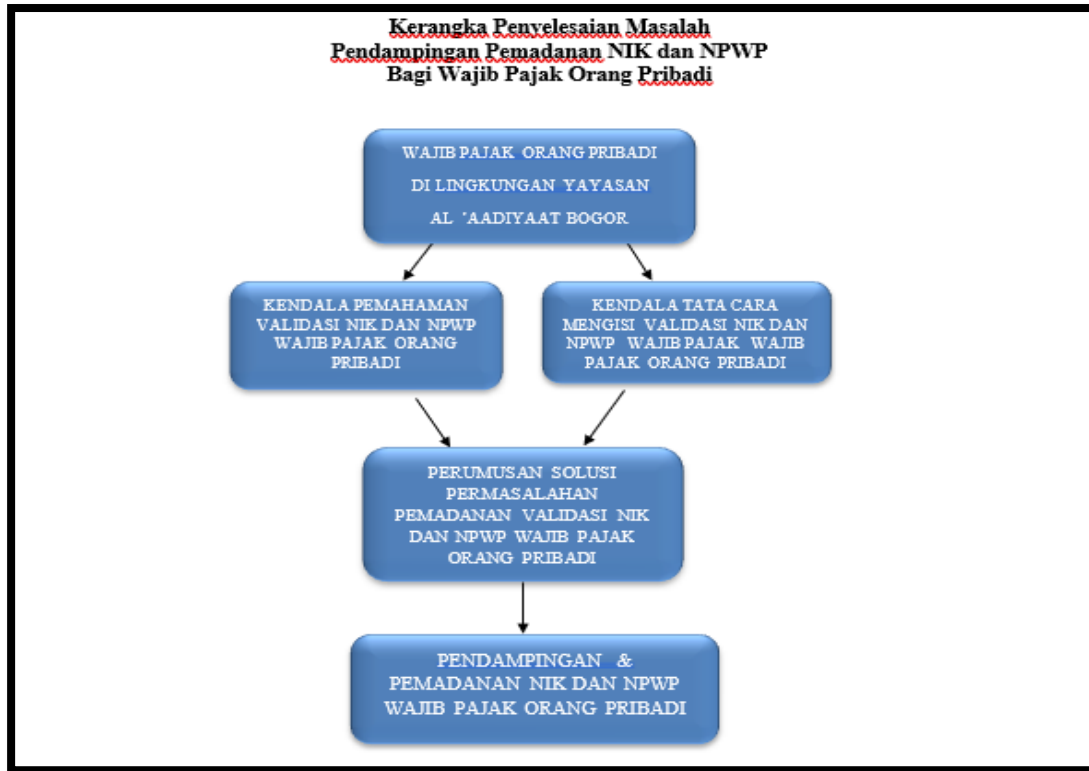 Kerangka Penyelesaian Masalah
Pendampingan Pemadanan NIK dan NPWP
Bagi Wajib Pajak Orang Pribadi
WAJIB PAJAK ORANG PRIBADI
DI LINGKUNGAN YAYASAN
AL 'AADIYAAT BOGOR
KENDALA PEMAHAMAN
VALIDASI NIK DAN NPWP
WAJIB PAJAK ORANG
PRIBADI
KENDALA TATA CARA
MENGISI VALIDASI NIK DAN
NPWP WAJIB PAJAK WAJIB
PAJAK ORANG PRIBADI
PERUMUSAN SOLUSI
PERMASALAHAN
PEMADANAN VALIDASI NIK
DAN NPWP WAJIB PAJAK
ORANG PRIBADI
PENDAMPINGAN &
PEMADANAN NIK DAN NPWP
WAJIB PAJAK ORANG PRIBADI